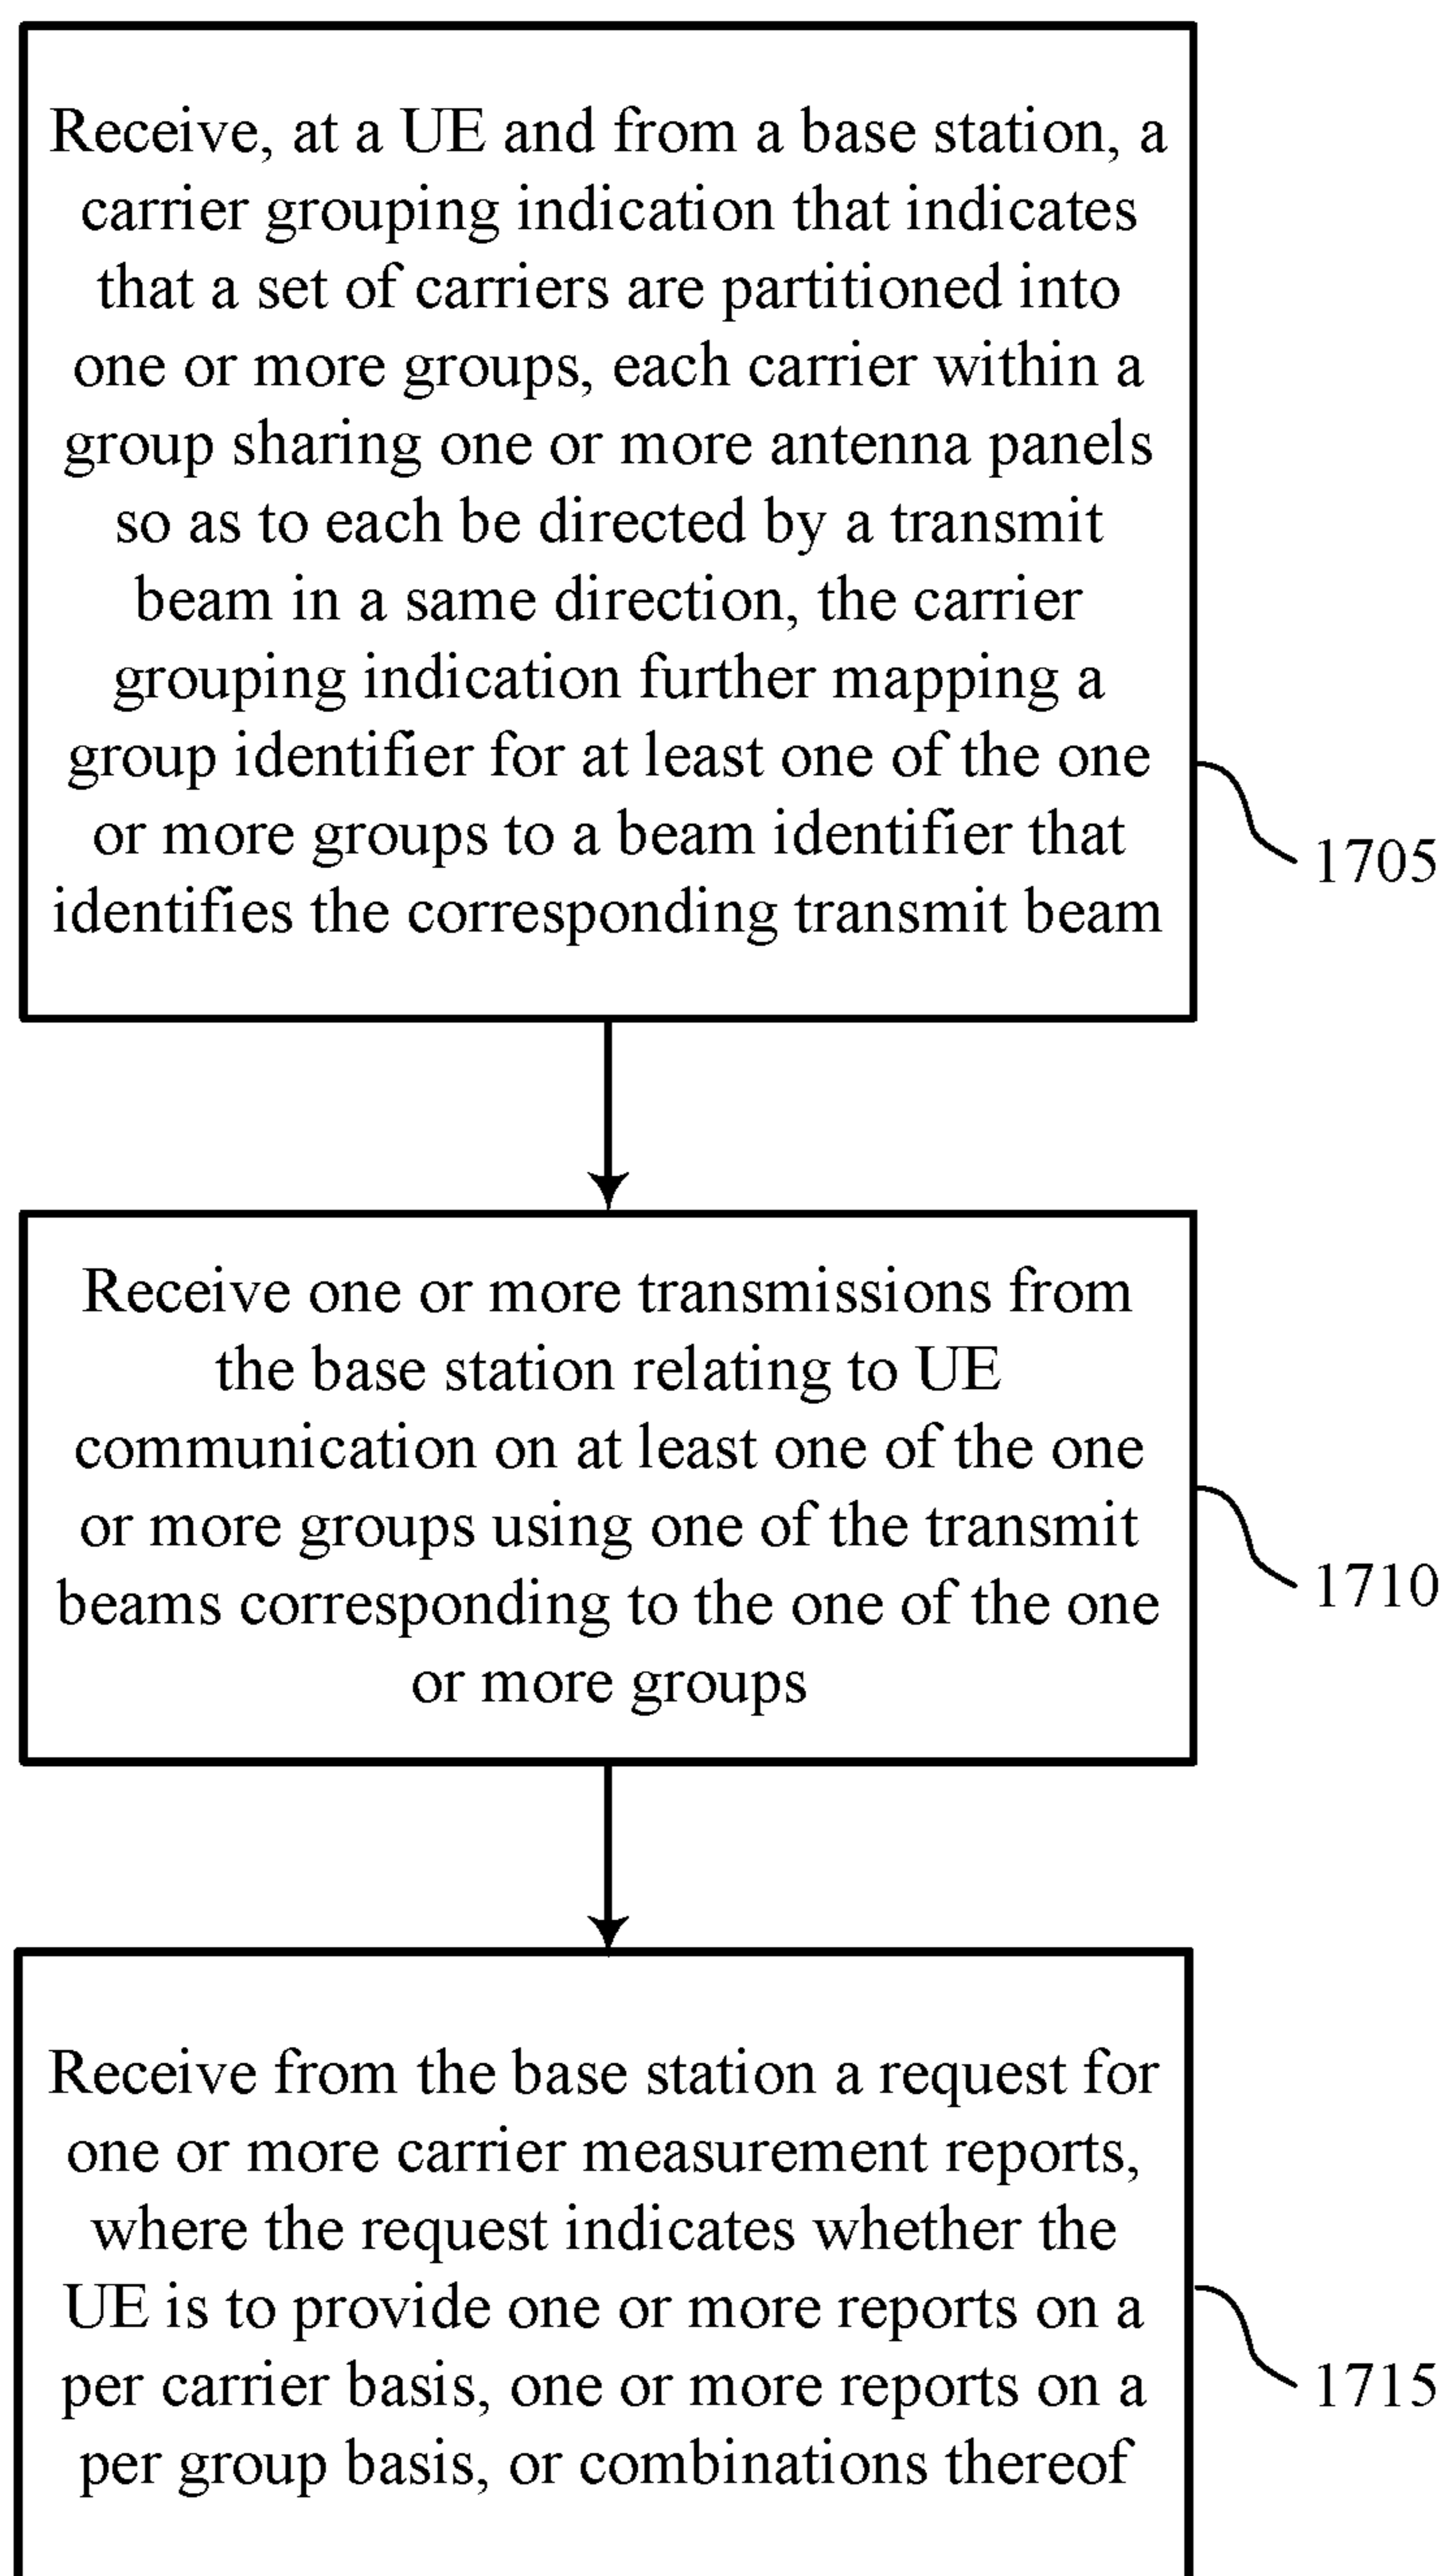 Receive, at a UE and from a base station, a
carrier grouping indication that indicates
that a set of carriers are partitioned into
one or more groups, each carrier within a
group sharing one or more antenna panels
so as to each be directed by a transmit
beam in a same direction, the carrier
grouping indication further mapping a
group identifier for at least one of the one
or more groups to a beam identifier that
identifies the corresponding transmit beam
1705
Receive one or more transmissions from
the base station relating to UE
communication on at least one of the one
or more groups using one of the transmit
beams corresponding to the one of the one
or more groups
1710
Receive from the base station a request for
one or more carrier measurement reports,
where the request indicates whether the
UE is to provide one or more reports on a
per carrier basis, one or more reports on a
per group basis, or combinations thereof
1715